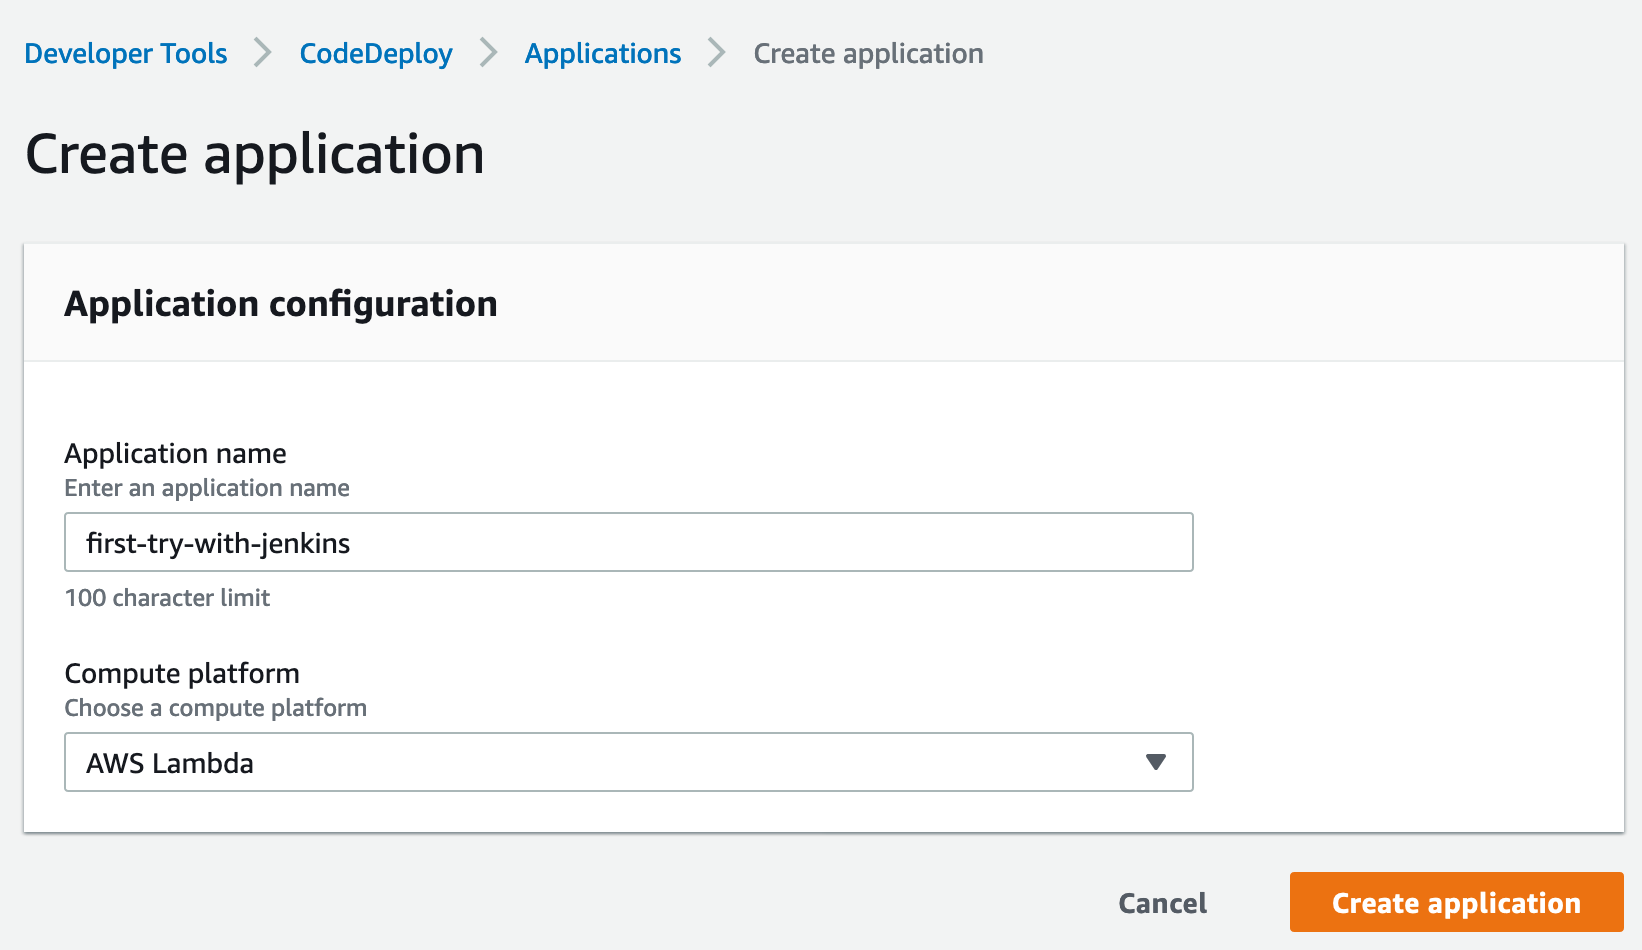 Developer Tools > CodeDeploy > Applications > Create application
Create application
Application configuration
Application name
Enter an application name
first-try-with-jenkins
100 character limit
Compute platform
Choose a compute platform
AWS Lambda
Cancel Create application